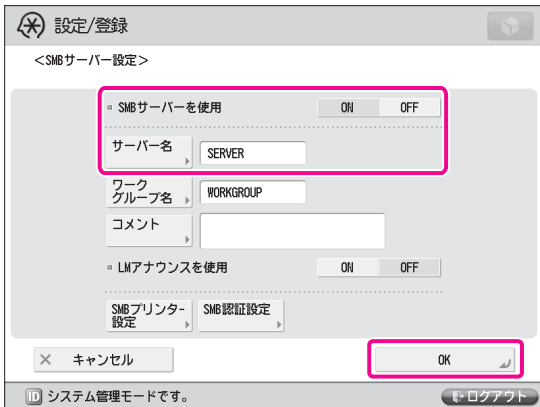 設定/登録
<SMBサーバー設定>
SMBサーバーを使用 ON OFF
サーバー名 SERVER
ワーク
グループ名 WORKGROUP
コメント
LMアナウンスを使用 ON OFF
SMBプリンター
設定 SMB認証設定
キャンセル OK
ID システム管理モードです。 ログアウト